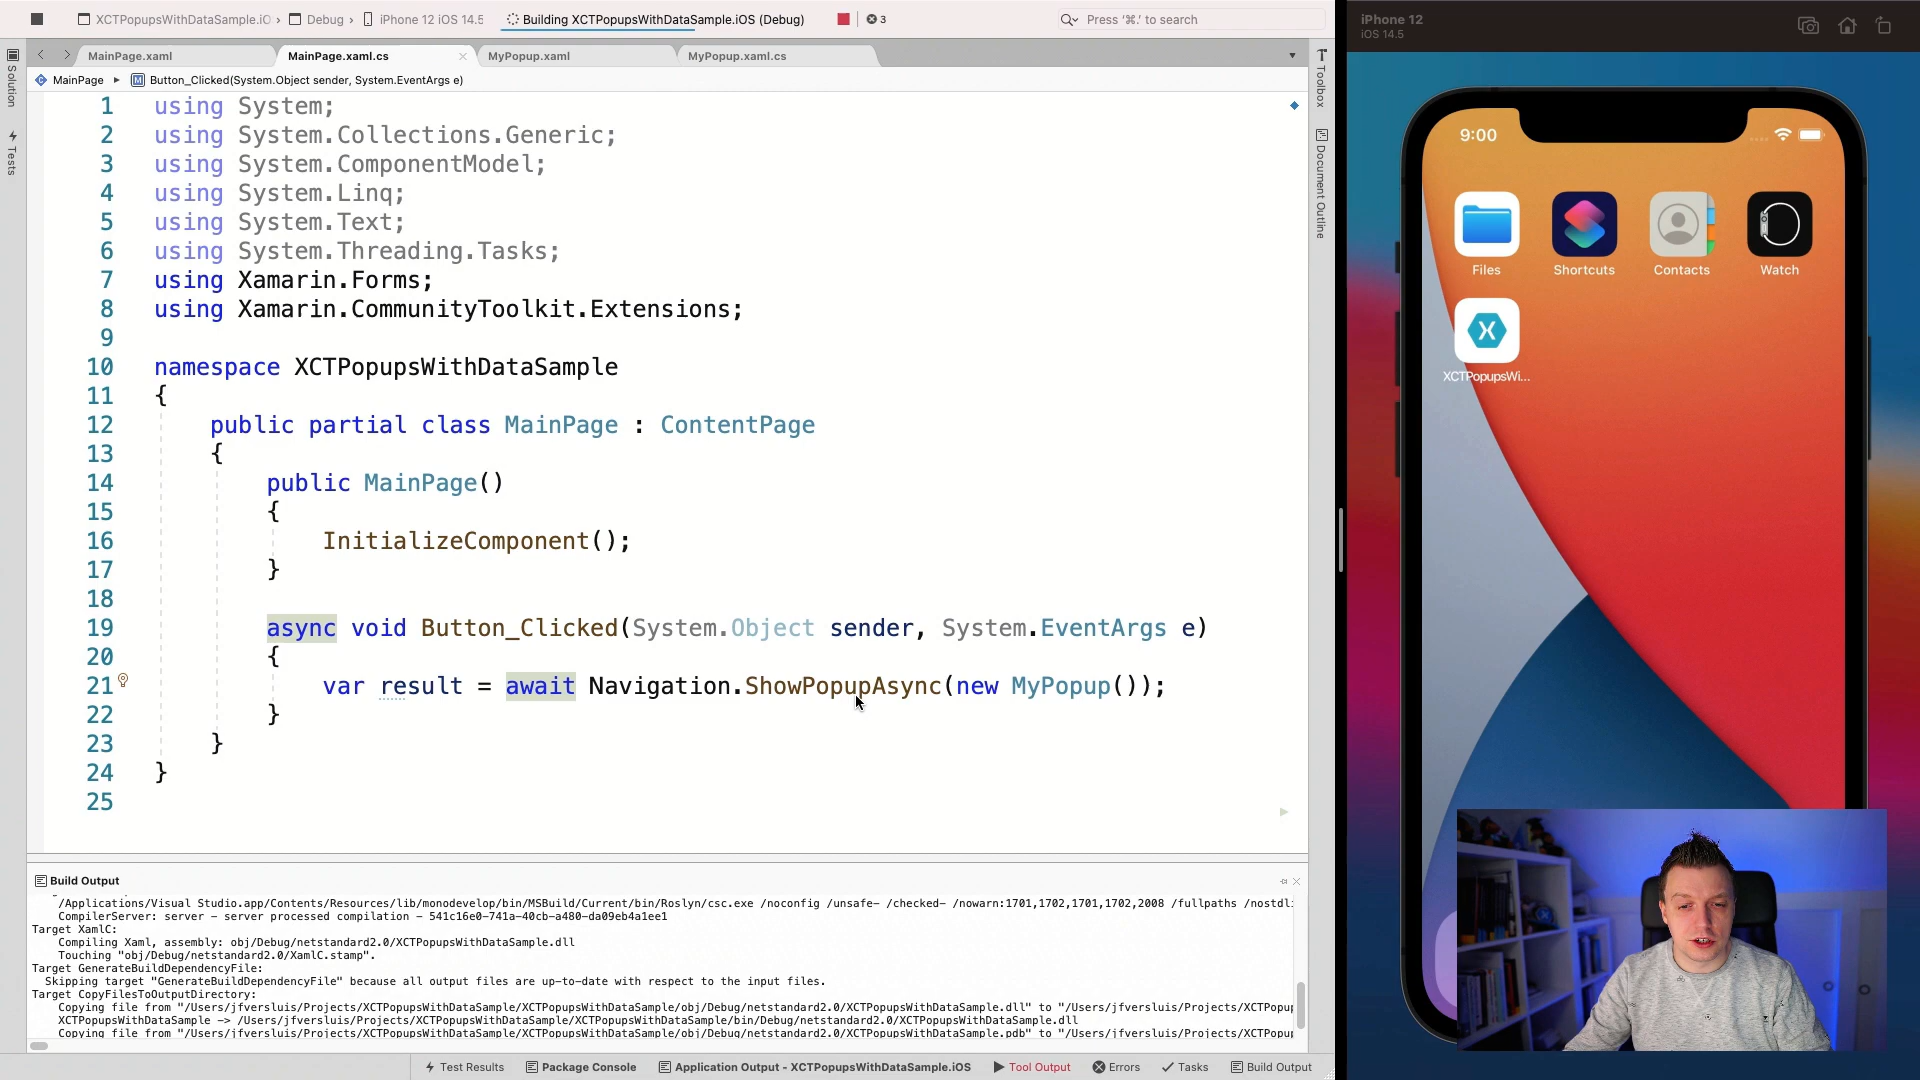 XCTPopupsWithDataSample.iO
Debug
iPhone 12 iOS 14.5
Building XCTPopupsWithDataSample.iOS (Debug)
3
Press ‘⌘.’ to search
iPhone 12
iOS 14.5
MainPage.xaml
MainPage.xaml.cs
MyPopup.xaml
MyPopup.xaml.cs
Solution
Tests
Toolbox
Document Outline
MainPage
Button_Clicked(System.Object sender, System.EventArgs e)
1 using System;
2 using System.Collections.Generic;
3 using System.ComponentModel;
4 using System.Linq;
5 using System.Text;
6 using System.Threading.Tasks;
7 using Xamarin.Forms;
8 using Xamarin.CommunityToolkit.Extensions;
9
10 namespace XCTPopupsWithDataSample
11 {
12 public partial class MainPage : ContentPage
13 {
14 public MainPage()
15 {
16 InitializeComponent();
17 }
18
19 async void Button_Clicked(System.Object sender, System.EventArgs e)
20 {
21 var result = await Navigation.ShowPopupAsync(new MyPopup());
22 }
23 }
24 }
25
9:00
Files
Shortcuts
Contacts
Watch
XCTPopupsWi...
Build Output
/Applications/Visual Studio.app/Contents/Resources/lib/monodevelop/bin/MSBuild/Current/bin/Roslyn/csc.exe /noconfig /unsafe- /checked- /nowarn:1701,1702,1701,1702,2008 /fullpaths /nostdl
CompilerServer: server - server processed compilation - 541c16e0-741a-40cb-a480-da09eb4a1ee1
Target XamlC:
Compiling Xaml, assembly: obj/Debug/netstandard2.0/XCTPopupsWithDataSample.dll
Touching "obj/Debug/netstandard2.0/XamlC.stamp".
Target GenerateBuildDependencyFile:
Skipping target "GenerateBuildDependencyFile" because all output files are up-to-date with respect to the input files.
Target CopyFilesToOutputDirectory:
Copying file from "/Users/jfversluis/Projects/XCTPopupsWithDataSample/XCTPopupsWithDataSample/obj/Debug/netstandard2.0/XCTPopupsWithDataSample.dll" to "/Users/jfversluis/Projects/XCTPopup
XCTPopupsWithDataSample -> /Users/jfversluis/Projects/XCTPopupsWithDataSample/XCTPopupsWithDataSample/bin/Debug/netstandard2.0/XCTPopupsWithDataSample.dll
Copying file from "/Users/jfversluis/Projects/XCTPopupsWithDataSample/XCTPopupsWithDataSample/obj/Debug/netstandard2.0/XCTPopupsWithDataSample.pdb" to "/Users/jfversluis/Projects/XCTPopup
Test Results
Package Console
Application Output - XCTPopupsWithDataSample.iOS
Tool Output
Errors
Tasks
Build Output